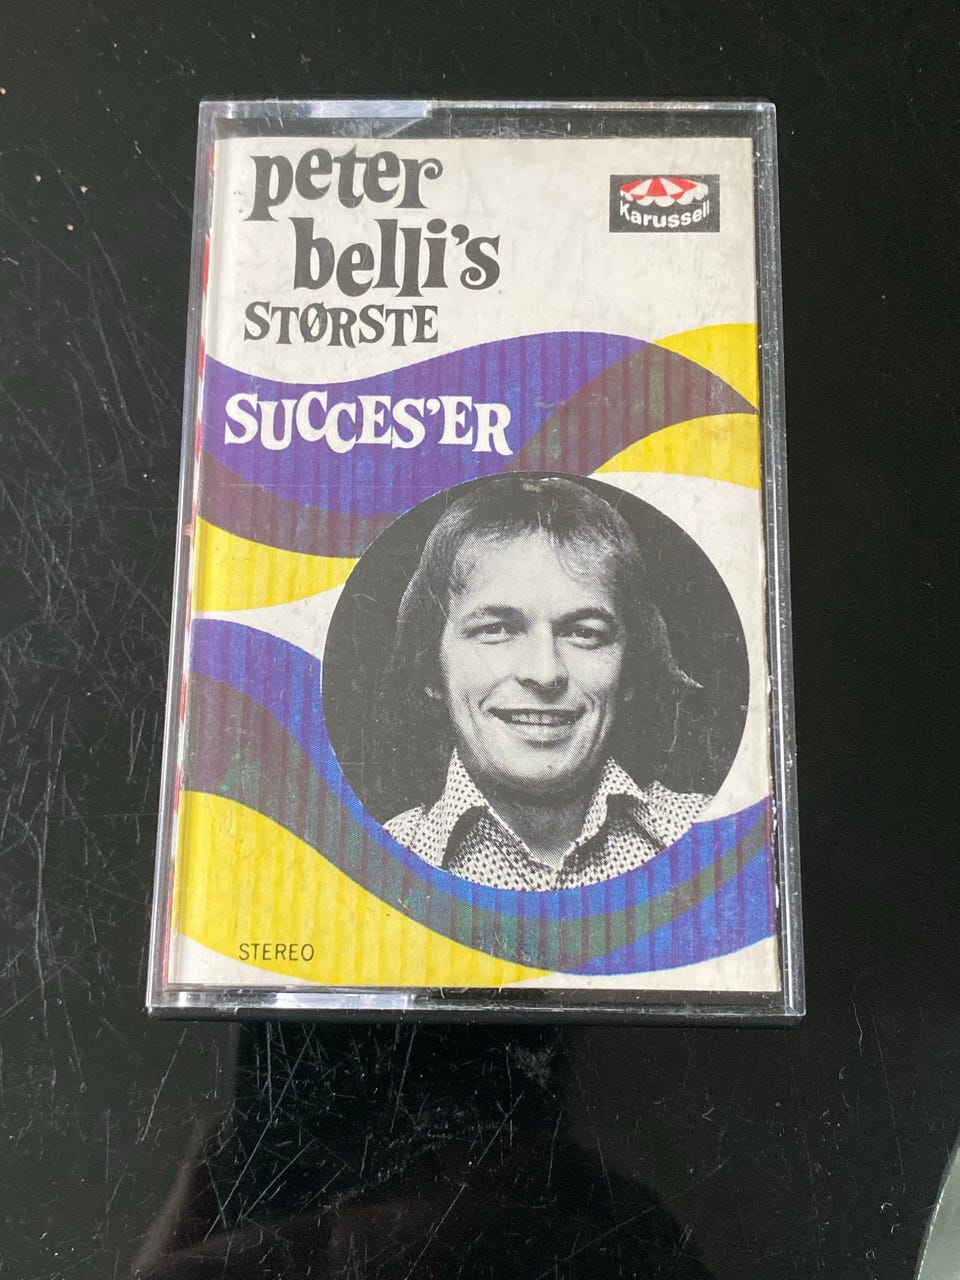 peter
belli's
STØRSTE
SUCCES'ER
Karussell
STEREO